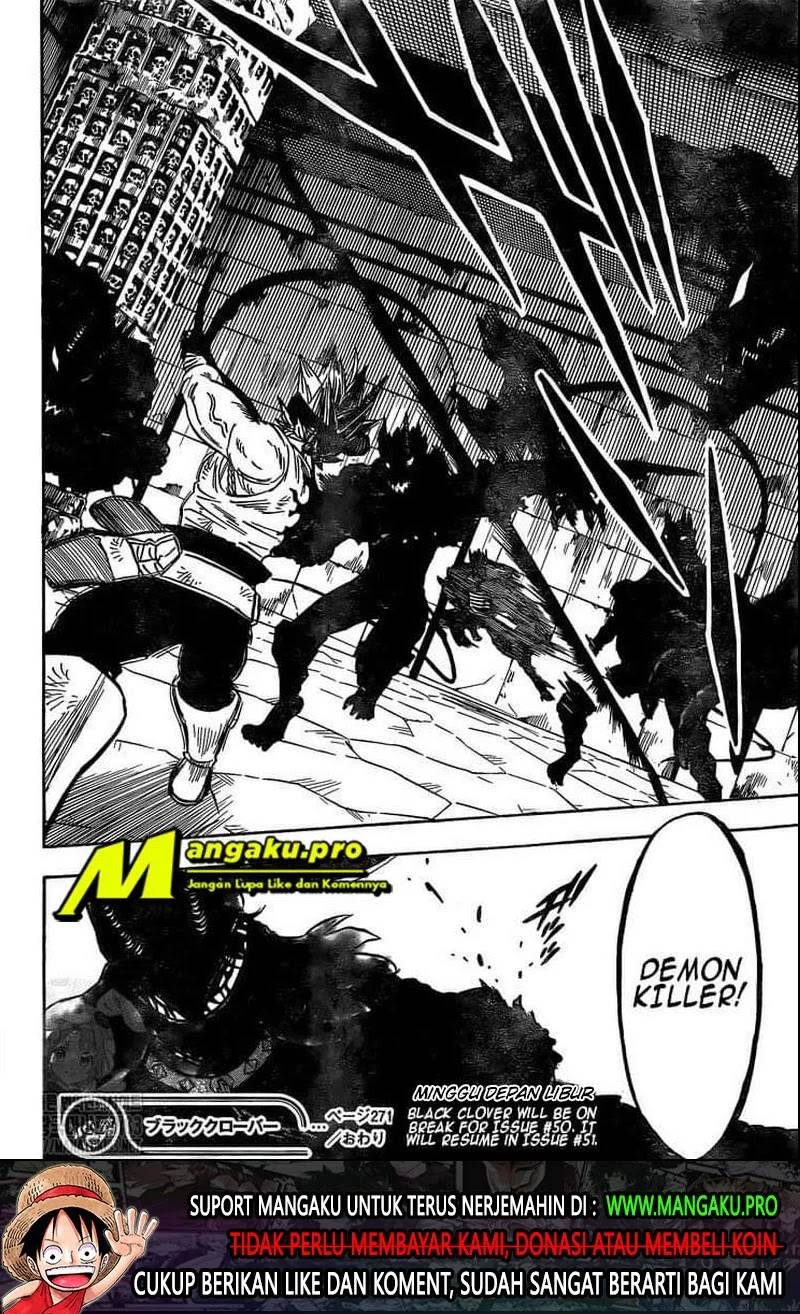 Mangaku.pro
Jangan Lupa Like dan Komennya
DEMON
KILLER!
MINGGU DEPAN LIBUR
BLACK CLOVER WILL BE ON
BREAK FOR ISSUE #50. IT
WILL RESUME IN ISSUE #51.
ブラッククローバー
....ページ271
／おわり
SUPORT MANGAKU UNTUK TERUS NERJEMAHIN DI : WWW.MANGAKU.PRO
TIDAK PERLU MEMBAYAR KAMI, DONASI ATAU MEMBELI KOIN
CUKUP BERIKAN LIKE DAN KOMENT, SUDAH SANGAT BERARTI BAGI KAMI